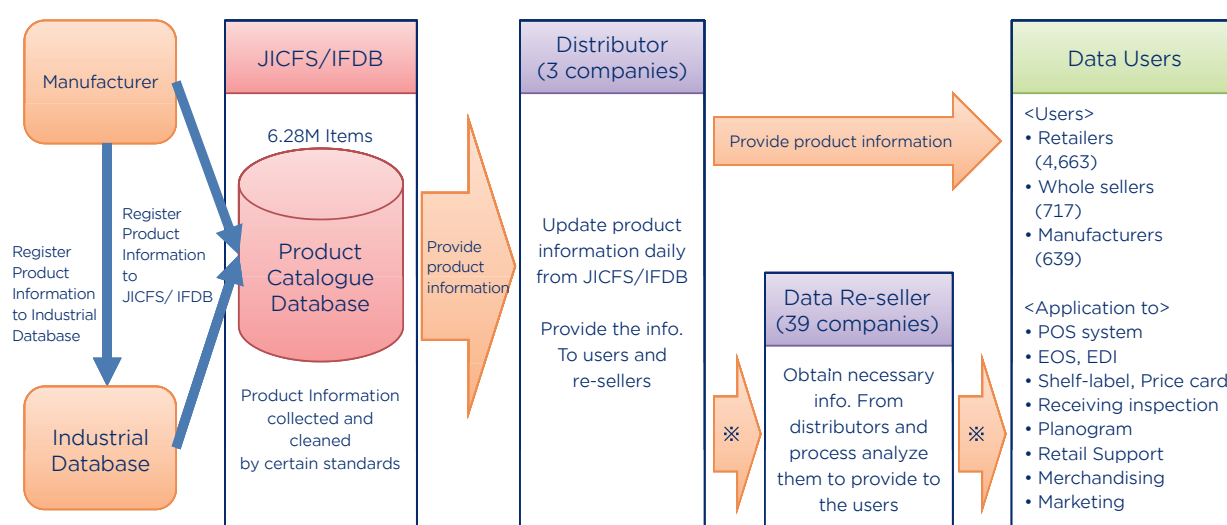 Manufacturer
Register
Product
Information
to Industrial
Database
Register
Product
Information
to
JICFS/ IFDB
Industrial
Database
JICFS/IFDB
6.28M Items
Product
Catalogue
Database
Product Information
collected and
cleaned
by certain standards
Provide
product
information
Distributor
(3 companies)
Update product
information daily
from JICFS/IFDB
Provide the info.
To users and
re-sellers
Provide product information
※
Data Re-seller
(39 companies)
Obtain necessary
info. From
distributors and
process analyze
them to provide to
the users
※
Data Users
<Users>
• Retailers
(4,663)
• Whole sellers
(717)
• Manufacturers
(639)
<Application to>
• POS system
• EOS, EDI
• Shelf-label, Price card
• Receiving inspection
• Planogram
• Retail Support
• Merchandising
• Marketing